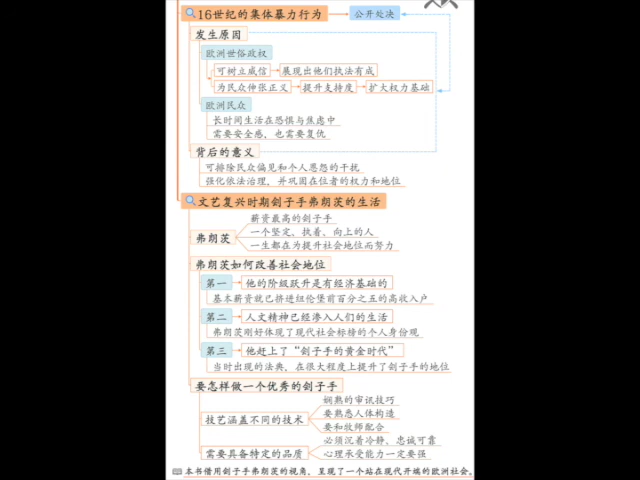 16世纪的集体暴力行为
公开处决
发生原因
欧洲世俗政权
可树立威信
展现出他们执法有成
为民众伸张正义
提升支持度
扩大权力基础
欧洲民众
长时间生活在恐惧与焦虑中
需要安全感，也需要复仇
背后的意义
可排除民众偏见和个人恩怨的干扰
强化依法治理，并巩固在位者的权力和地位
文艺复兴时期刽子手弗朗茨的生活
薪资最高的刽子手
弗朗茨
一个坚定、执着、向上的人
一生都在为提升社会地位而努力
弗朗茨如何改善社会地位
第一
他的阶级跃升是有经济基础的
基本薪资就已挤进纽伦堡前百分之五的高收入户
第二
人文精神已经渗入人们的生活
弗朗茨刚好体现了现代社会标榜的个人身份观
第三
他赶上了“刽子手的黄金时代”
当时出现的法典，在很大程度上提升了刽子手的地位
要怎样做一个优秀的刽子手
娴熟的审讯技巧
技艺涵盖不同的技术
要熟悉人体构造
要和牧师配合
需要具备特定的品质
必须沉着冷静、忠诚可靠
心理承受能力一定要强
本书借用刽子手弗朗茨的视角，呈现了一个站在现代开端的欧洲社会。